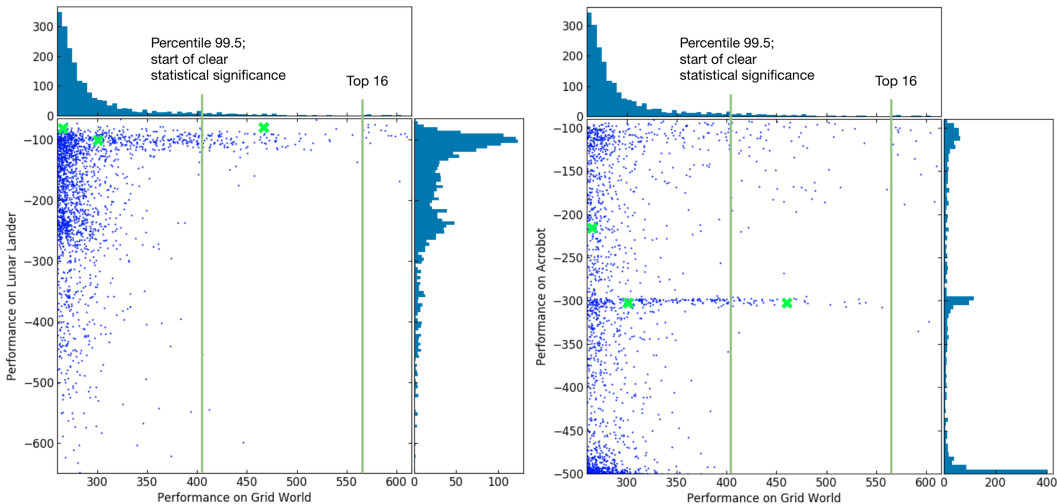 300
200
100
0
Percentile 99.5;
start of clear
statistical significance
Top 16
−100
−200
−300
−400
−500
−600
Performance on Lunar Lander
300 350 400 450 500 550 600
Performance on Grid World
0 50 100
300
200
100
0
Percentile 99.5;
start of clear
statistical significance
Top 16
−100
−150
−200
−250
−300
−350
−400
−450
−500
Performance on Acrobot
300 350 400 450 500 550 600
Performance on Grid World
0 200 400